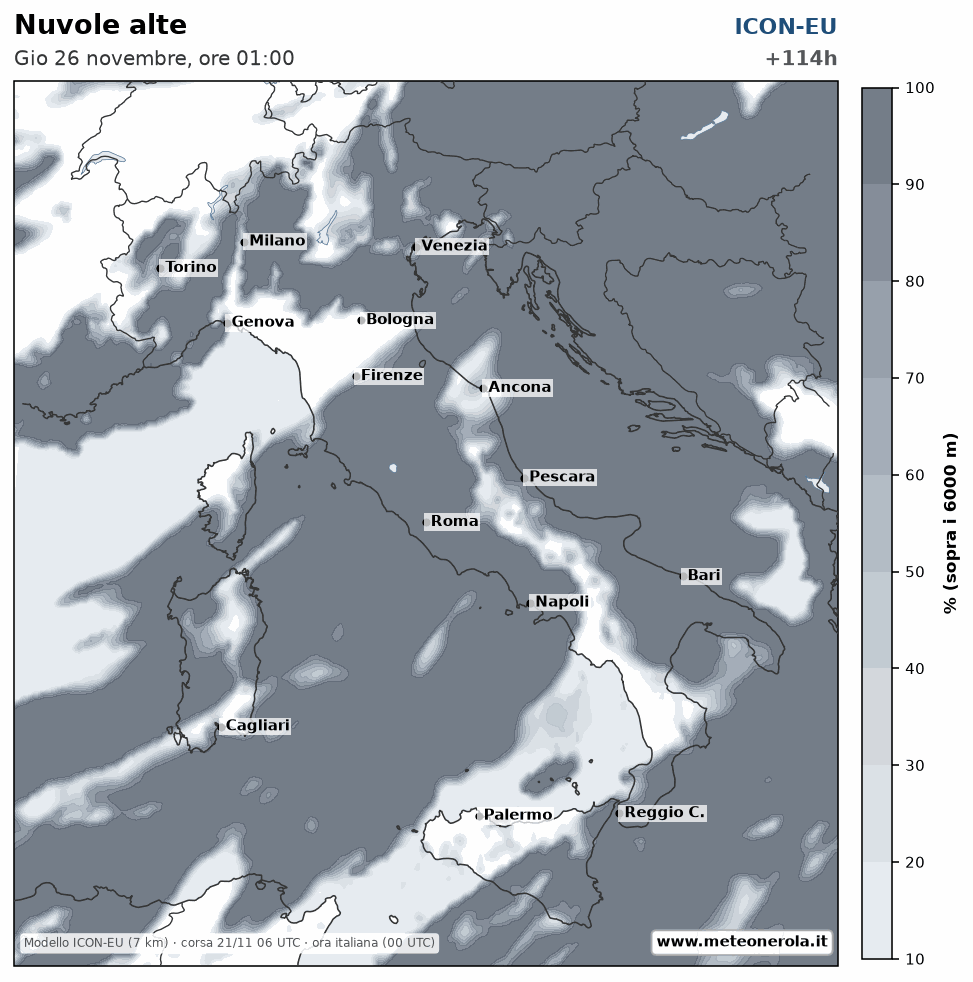 Nuvole alte
ICON-EU
Gio 26 novembre, ore 01:00
+114h
100
90
80
70
60
50
40
30
20
10
% (sopra i 6000 m)
Milano
Venezia
Torino
Genova
Bologna
Firenze
Ancona
Pescara
Roma
Bari
Napoli
Cagliari
Palermo
Reggio C.
Modello ICON-EU (7 km) · corsa 21/11 06 UTC · ora italiana (00 UTC)
www.meteonerola.it